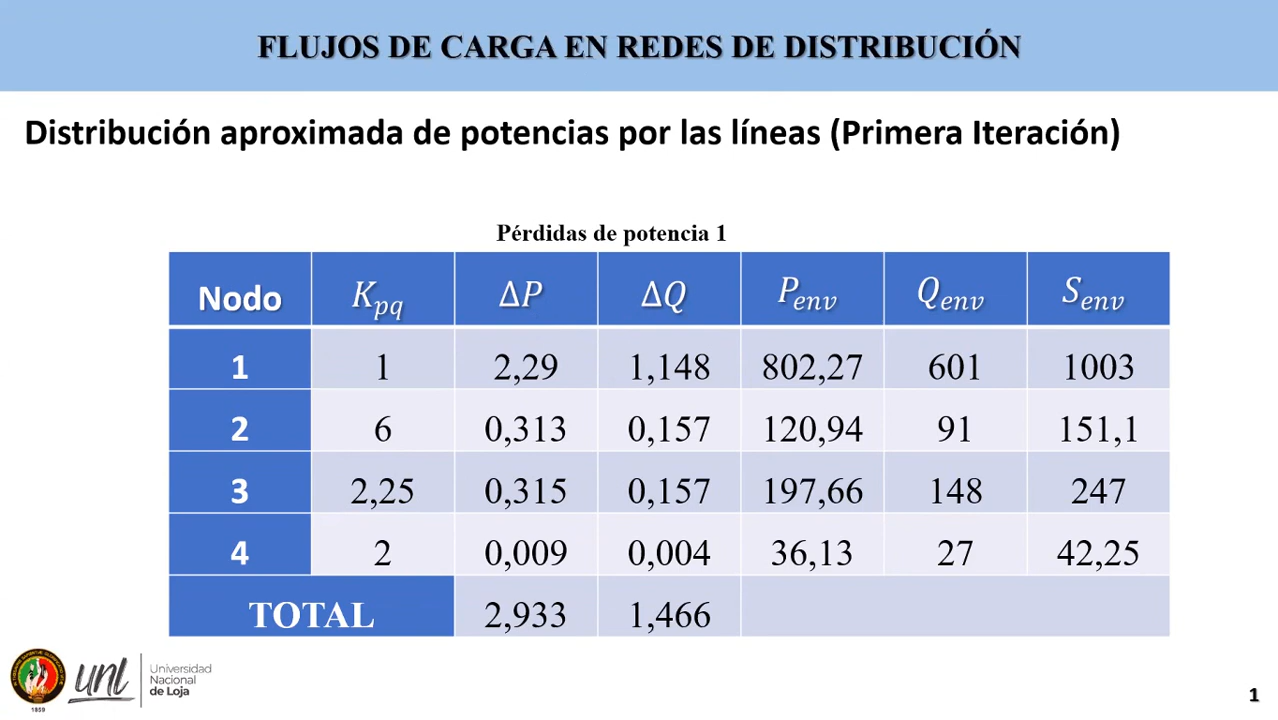 FLUJOS DE CARGA EN REDES DE DISTRIBUCIÓN
Distribución aproximada de potencias por las líneas (Primera Iteración)
Pérdidas de potencia 1
Nodo K_pq ΔP ΔQ P_env Q_env S_env
1 1 2,29 1,148 802,27 601 1003
2 6 0,313 0,157 120,94 91 151,1
3 2,25 0,315 0,157 197,66 148 247
4 2 0,009 0,004 36,13 27 42,25
TOTAL 2,933 1,466
1859
unl
Universidad
Nacional
de Loja
1